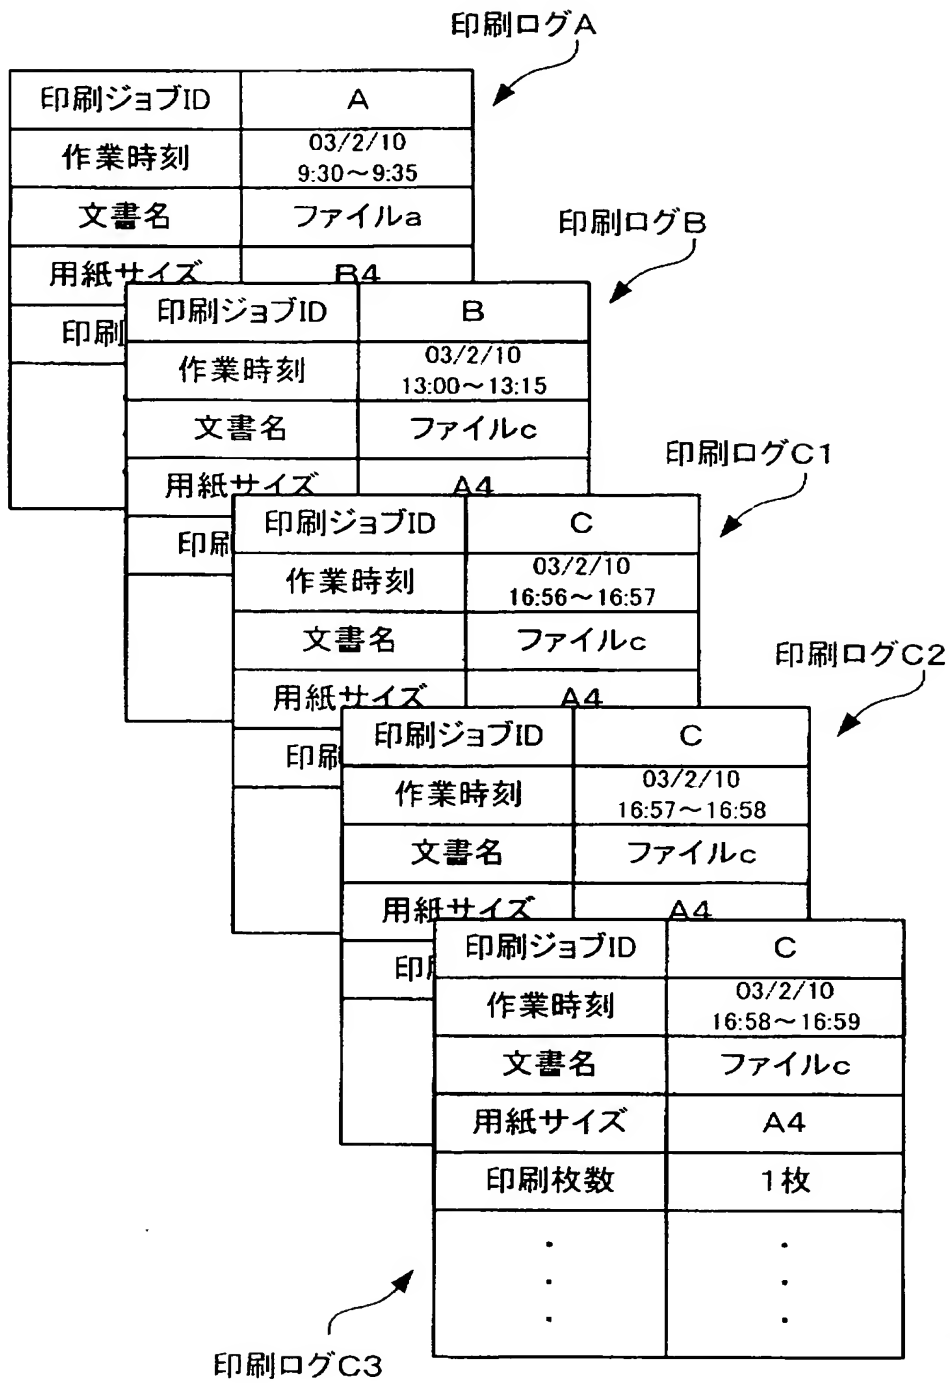 印刷ログA
印刷ジョブID A
作業時刻 03/2/10
9:30～9:35
文書名 ファイルa
用紙サイズ B4
印刷
印刷ログB
印刷ジョブID B
作業時刻 03/2/10
13:00～13:15
文書名 ファイルc
用紙サイズ A4
印刷
印刷ログC1
印刷ジョブID C
作業時刻 03/2/10
16:56～16:57
文書名 ファイルc
用紙サイズ A4
印刷
印刷ログC2
印刷ジョブID C
作業時刻 03/2/10
16:57～16:58
文書名 ファイルc
用紙サイズ A4
印
印刷ジョブID C
作業時刻 03/2/10
16:58～16:59
文書名 ファイルc
用紙サイズ A4
印刷枚数 1枚
印刷ログC3